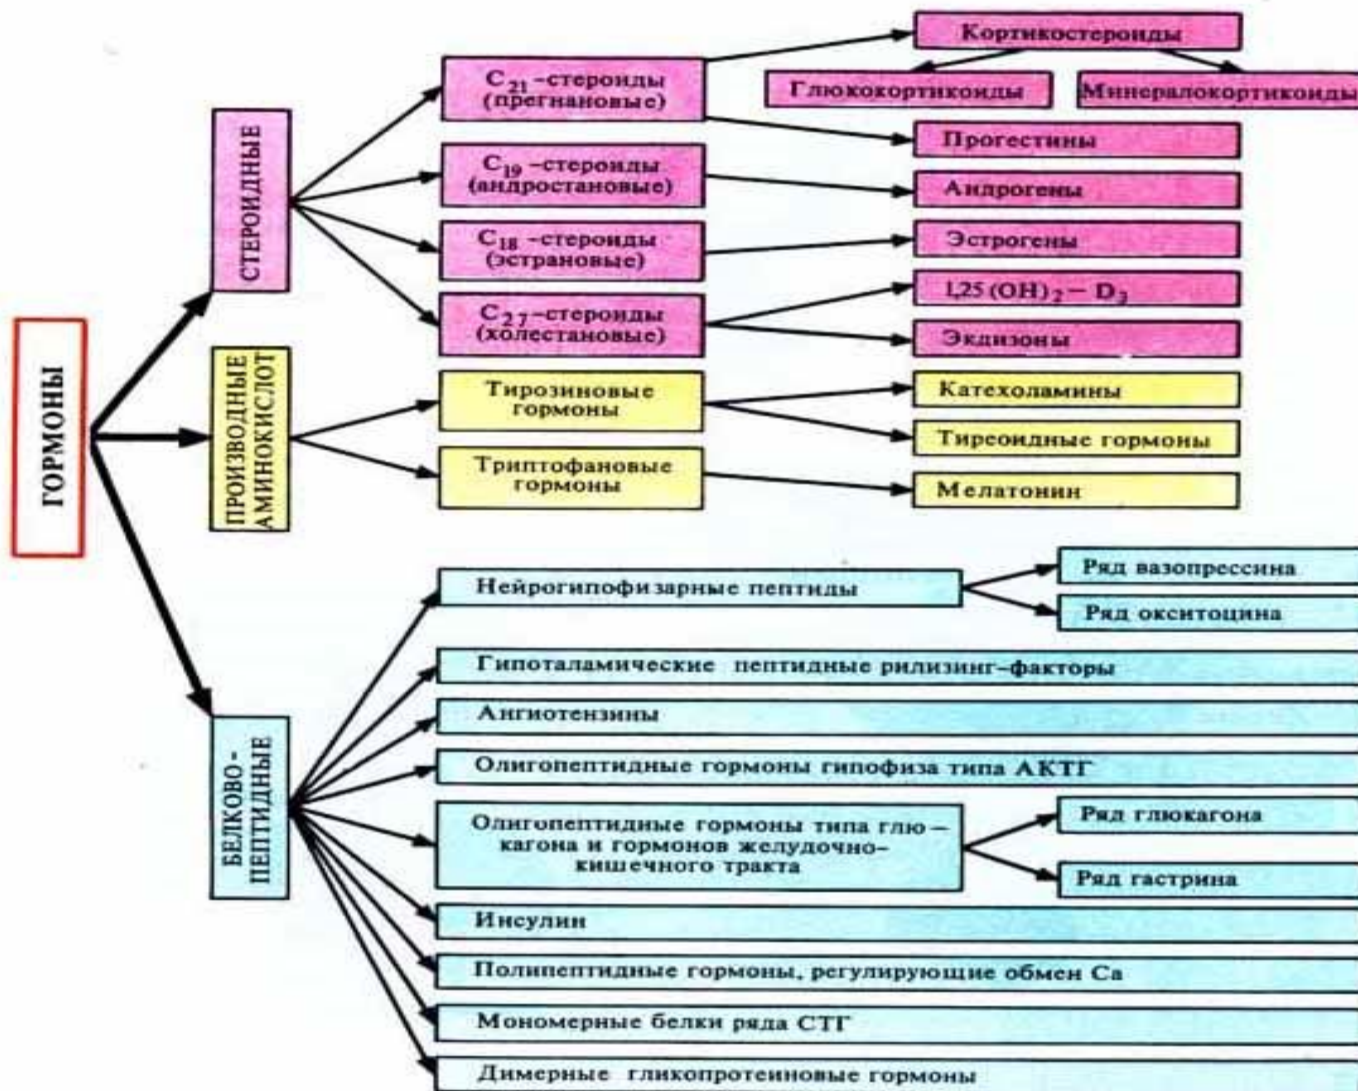 ГОРМОНЫ
СТЕРОИДНЫЕ
C21-стероиды
(прегнановые)
Кортикостероиды
Глюкокортикоиды
Минералокортикоиды
Прогестины
C19-стероиды
(андростановые)
Андрогены
C18-стероиды
(эстрановые)
Эстрогены
C27-стероиды
(холестановые)
1,25(OH)2 – D3
Экдизоны
ПРОИЗВОДНЫЕ
АМИНОКИСЛОТ
Тирозиновые
гормоны
Катехоламины
Тиреоидные гормоны
Триптофановые
гормоны
Мелатонин
БЕЛКОВО-
ПЕПТИДНЫЕ
Нейрогипофизарные пептиды
Ряд вазопрессина
Ряд окситоцина
Гипоталамические пептидные рилизинг-факторы
Ангиотензины
Олигопептидные гормоны гипофиза типа АКТГ
Олигопептидные гормоны типа глю–
кагона и гормонов желудочно-
кишечного тракта
Ряд глюкагона
Ряд гастрина
Инсулин
Полипептидные гормоны, регулирующие обмен Ca
Мономерные белки ряда СТГ
Димерные гликопротеиновые гормоны